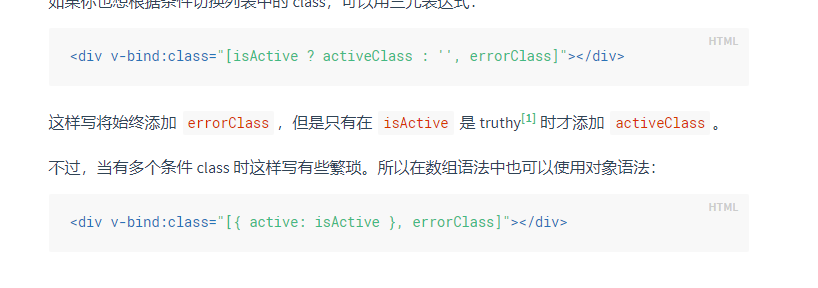 如果你也想根据条件切换列表中的 class，可以用三元表达式：
HTML
<div v-bind:class="[isActive ? activeClass : '', errorClass]"></div>
这样写将始终添加 errorClass ，但是只有在 isActive 是 truthy[1] 时才添加 activeClass 。
不过，当有多个条件 class 时这样写有些繁琐。所以在数组语法中也可以使用对象语法：
HTML
<div v-bind:class="[{ active: isActive }, errorClass]"></div>